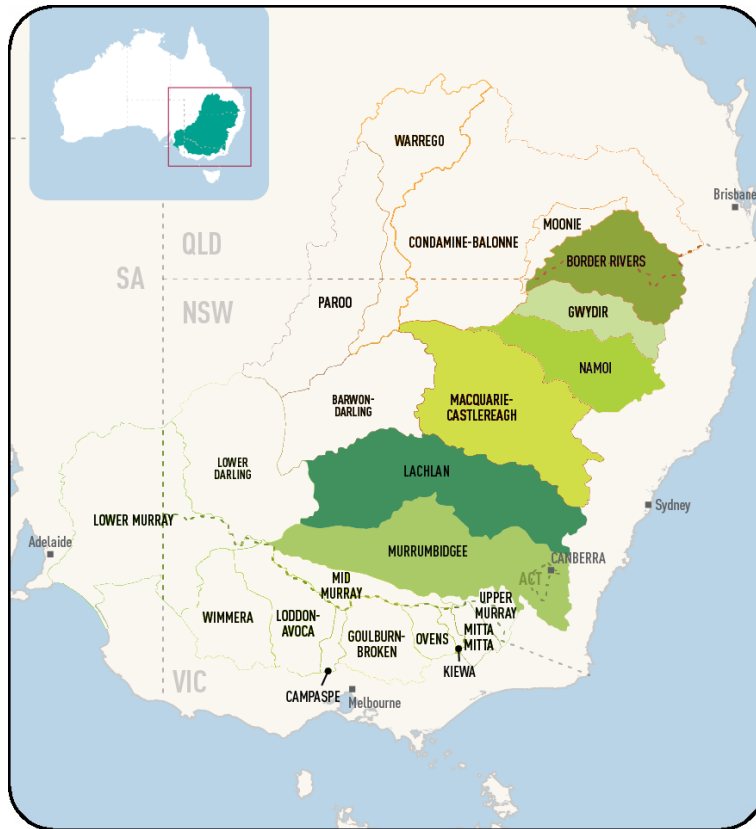 WARREGO
Brisbane
MOONIE
QLD
CONDAMINE-BALONNE
BORDER RIVERS
SA
PAROO
NSW
GWYDIR
NAMOI
BARWON-
DARLING
MACQUARIE-
CASTLEREAGH
LOWER
DARLING
LACHLAN
Sydney
LOWER MURRAY
Adelaide
MURRUMBIDGEE
CANBERRA
ACT
MID
MURRAY
UPPER
MURRAY
WIMMERA
LODDON-
AVOCA
GOULBURN-
BROKEN
OVENS
MITTA
MITTA
KIEWA
VIC
CAMPASPE
Melbourne